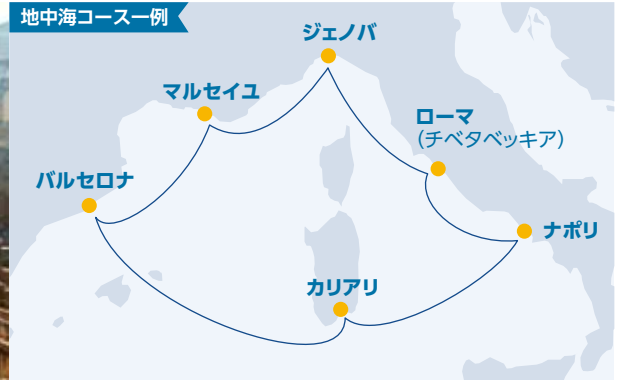 地中海コース一例
ジェノバ
マルセイユ
ローマ
（チベタベッキア）
バルセロナ
ナポリ
カリアリ